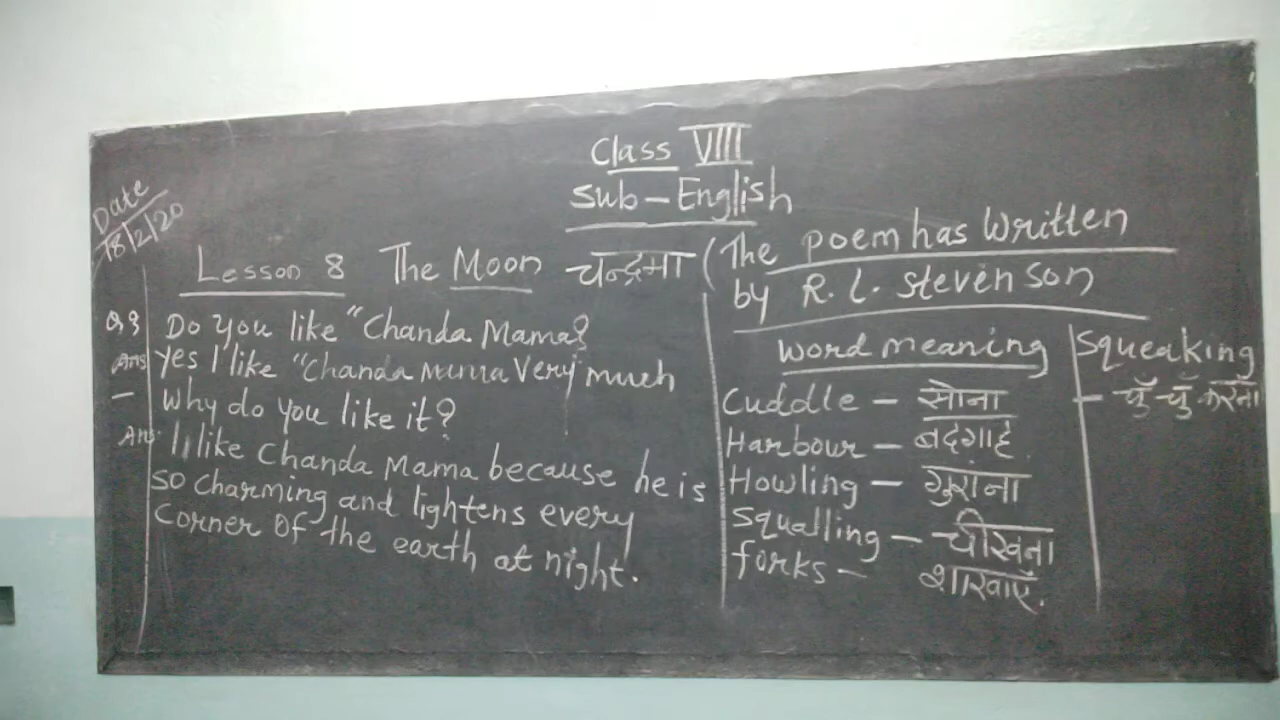 Class VIII
Sub - English
Date
18/2/20
Lesson 8 The Moon चन्द्रमा (The poem has Written
by R. L. Stevenson
Do you like "Chanda Mama?
Ans Yes I like "Chanda Mama Very much
- Why do you like it?
Ans. I like Chanda Mama because he is
so charming and lightens every
corner of the earth at night.
Word meaning
Cuddle - सोना
Harbour - बंदगाह
Howling - गुर्राना
Squalling - चीखना
forks - शाखाएँ.
Squeaking
- चूँ-चूँ करना